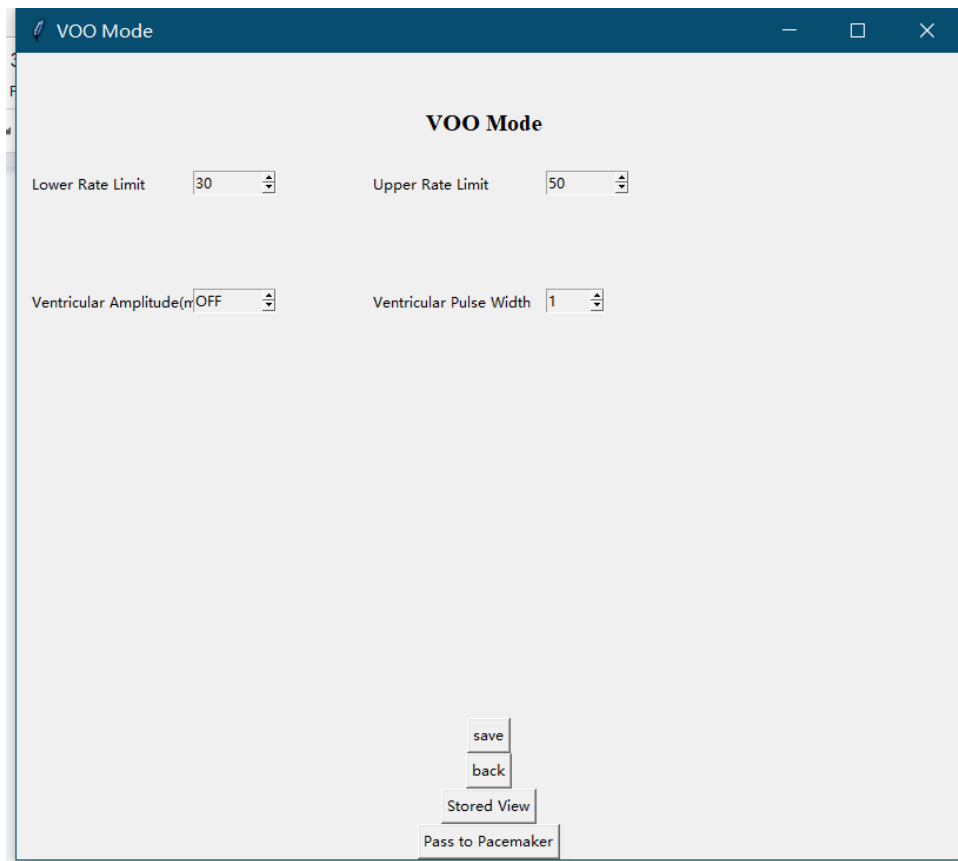 VOO Mode
VOO Mode
Lower Rate Limit 30 Upper Rate Limit 50
Ventricular Amplitude(m OFF Ventricular Pulse Width 1
save
back
Stored View
Pass to Pacemaker